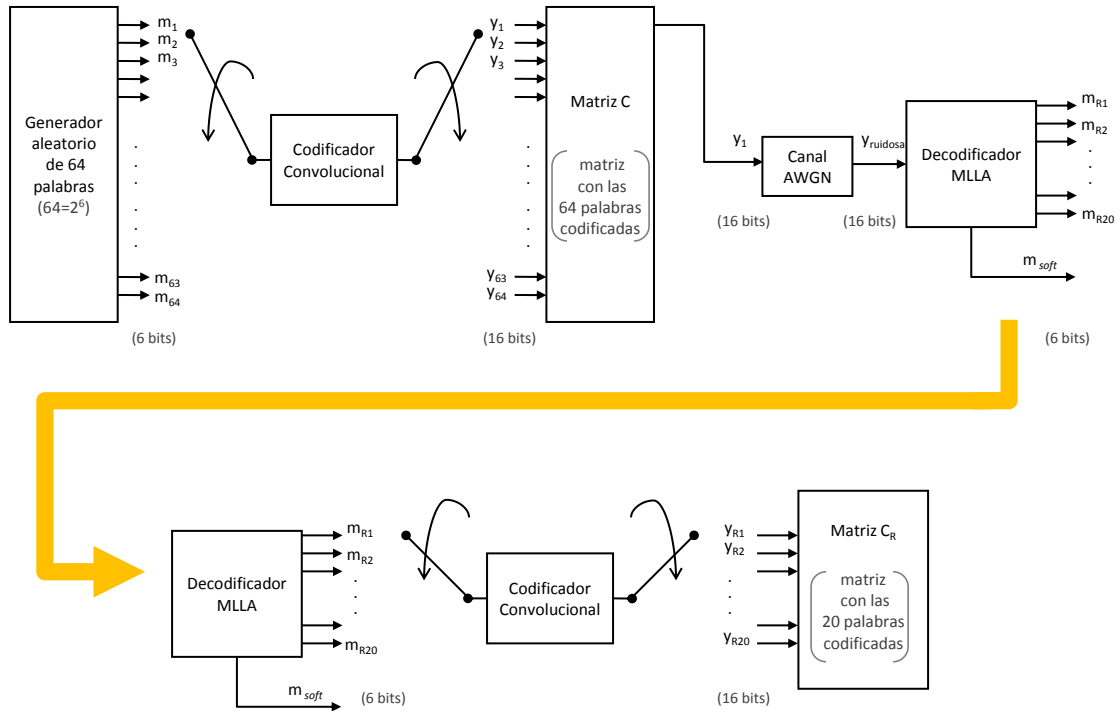 Generador
aleatorio
de 64
palabras
(64=2⁶)
m₁
m₂
m₃
.
.
.
.
.
.
m₆₃
m₆₄
(6 bits)
Codificador
Convolucional
y₁
y₂
y₃
.
.
.
.
.
.
y₆₃
y₆₄
(16 bits)
Matriz C
matriz
con las
64 palabras
codificadas
y₁
(16 bits)
Canal
AWGN
y_ruidosa
(16 bits)
Decodificador
MLLA
m_R1
m_R2
.
.
.
m_R20
m_soft
(6 bits)
Decodificador
MLLA
m_R1
m_R2
.
.
.
m_R20
m_soft
(6 bits)
Codificador
Convolucional
y_R1
y_R2
.
.
.
y_R20
(16 bits)
Matriz C_R
matriz
con las
20 palabras
codificadas